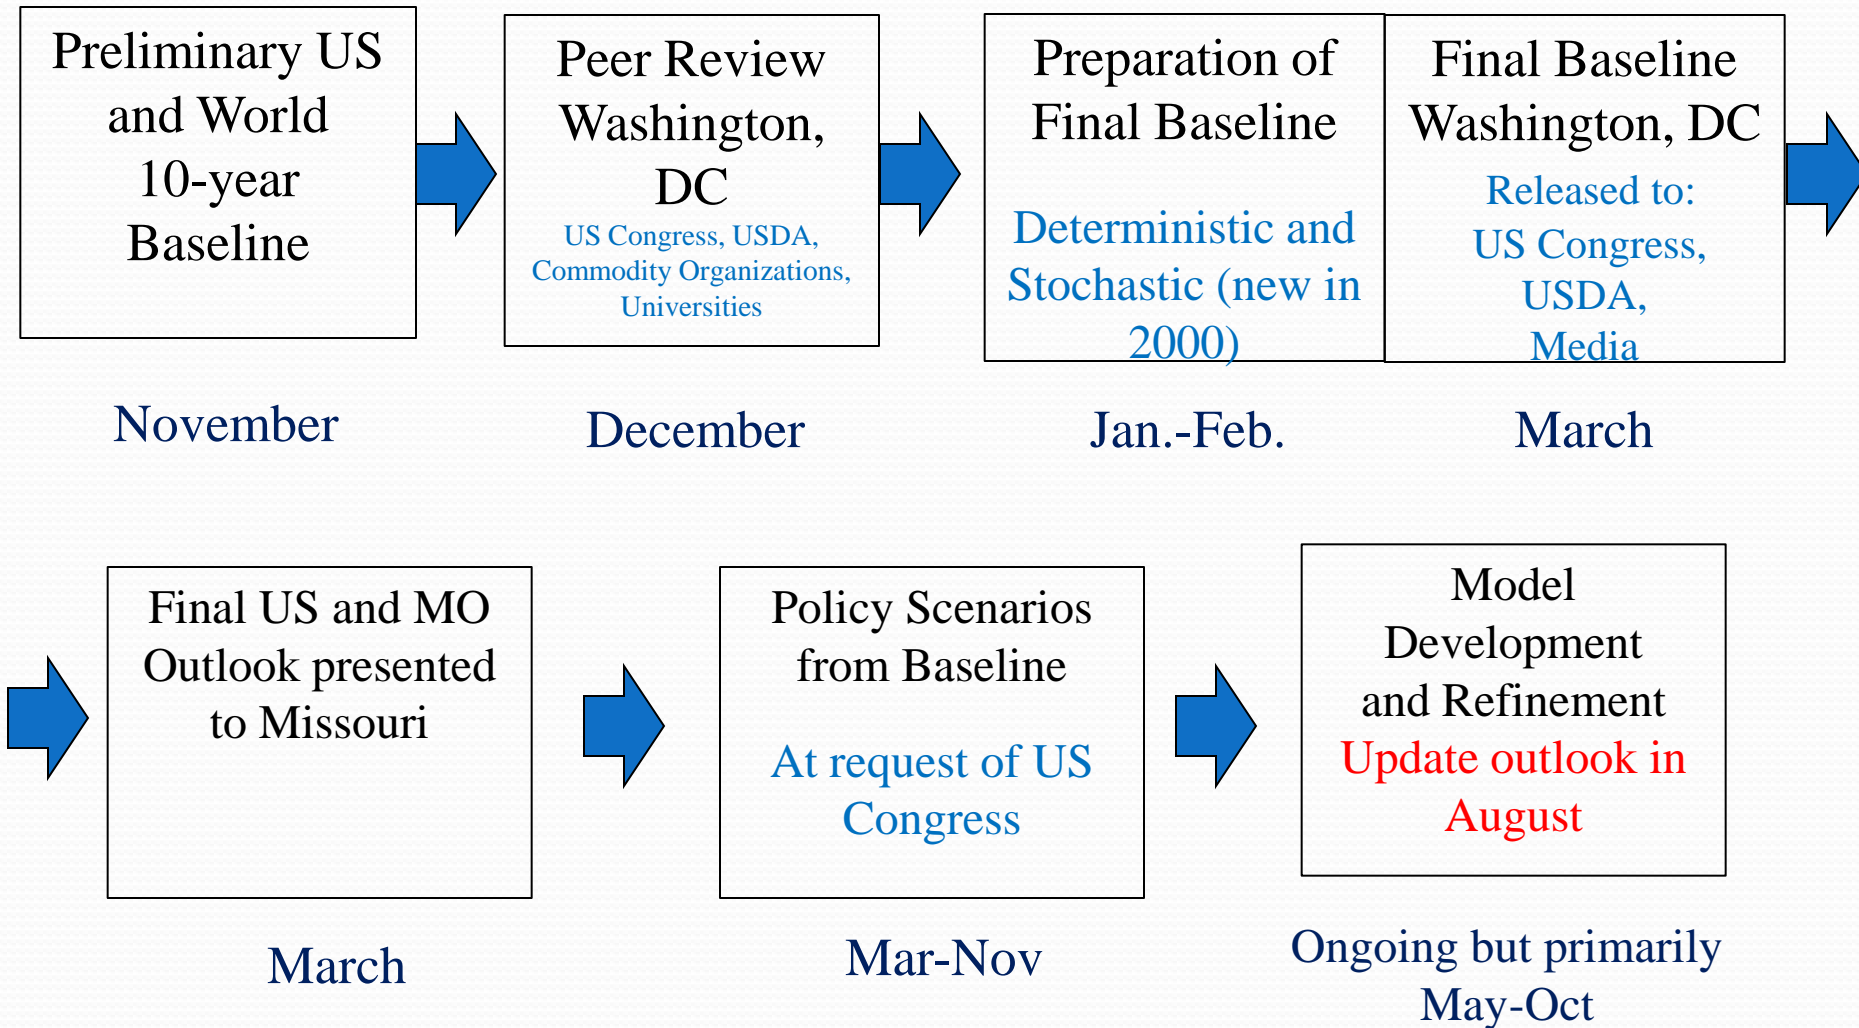 Preliminary US
and World
10-year
Baseline
November
Peer Review
Washington,
DC
US Congress, USDA,
Commodity Organizations,
Universities
December
Preparation of
Final Baseline
Deterministic and
Stochastic (new in
2000)
Jan.-Feb.
Final Baseline
Washington, DC
Released to:
US Congress,
USDA,
Media
March
Final US and MO
Outlook presented
to Missouri
March
Policy Scenarios
from Baseline
At request of US
Congress
Mar-Nov
Model
Development
and Refinement
Update outlook in
August
Ongoing but primarily
May-Oct